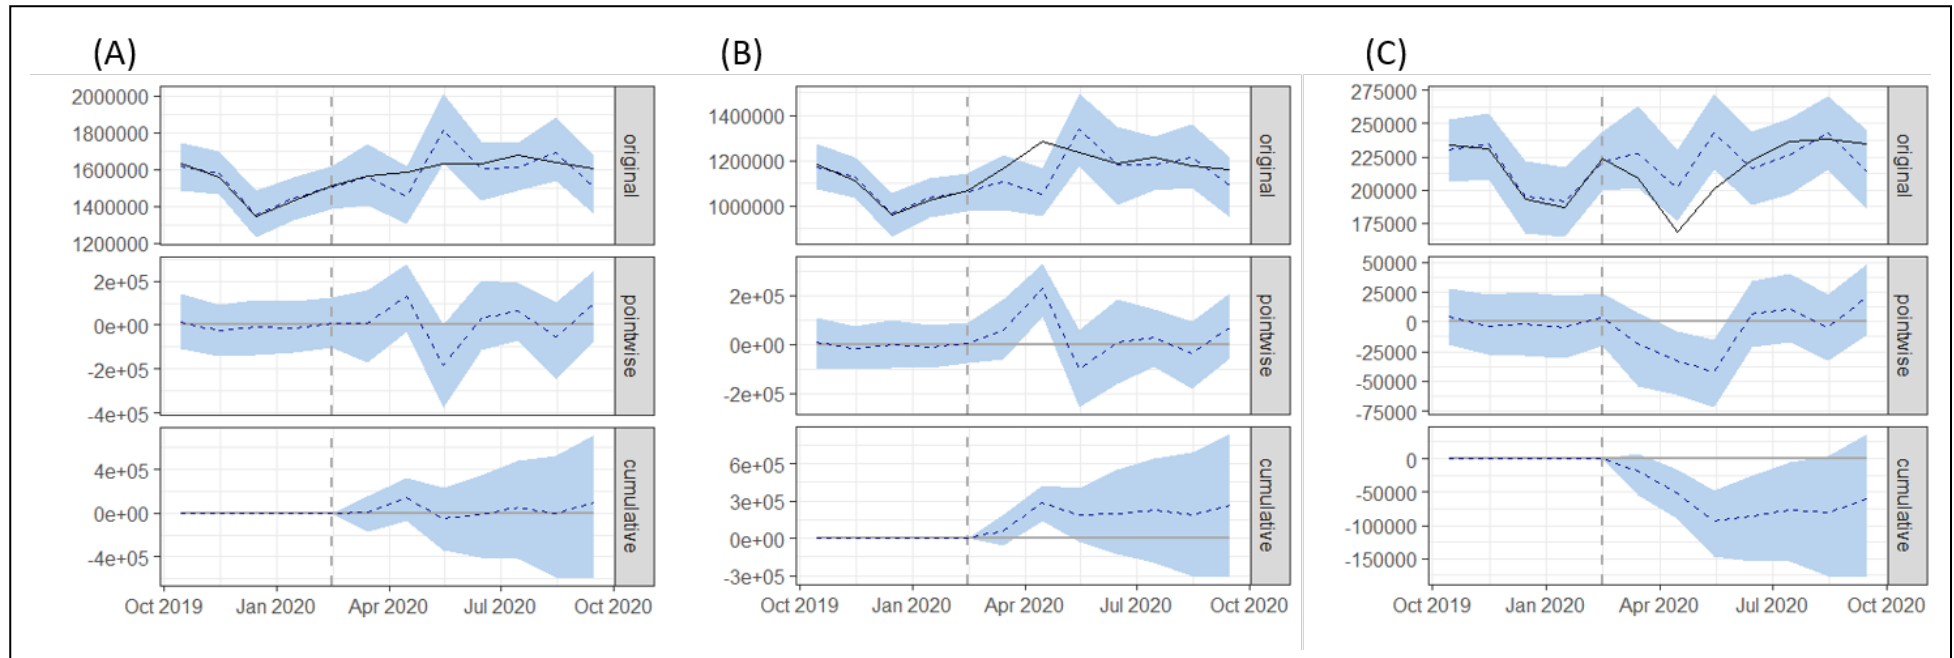 (A)
2000000
1800000
1600000
1400000
1200000
original
2e+05
0e+00
-2e+05
-4e+05
pointwise
4e+05
0e+00
-4e+05
cumulative
Oct 2019 Jan 2020 Apr 2020 Jul 2020 Oct 2020
(B)
1400000
1200000
1000000
original
2e+05
0e+00
-2e+05
pointwise
6e+05
3e+05
0e+00
-3e+05
cumulative
Oct 2019 Jan 2020 Apr 2020 Jul 2020 Oct 2020
(C)
275000
250000
225000
200000
175000
original
50000
25000
0
-25000
-50000
-75000
pointwise
0
-50000
-100000
-150000
cumulative
Oct 2019 Jan 2020 Apr 2020 Jul 2020 Oct 2020